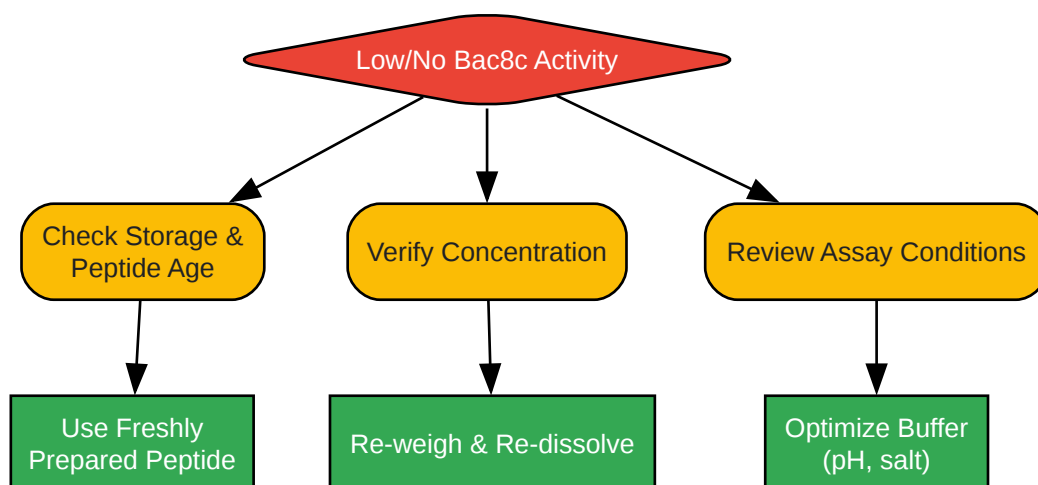 Low/No Bac8c Activity
Check Storage &
Peptide Age
Verify Concentration
Review Assay Conditions
Use Freshly
Prepared Peptide
Re-weigh & Re-dissolve
Optimize Buffer
(pH, salt)